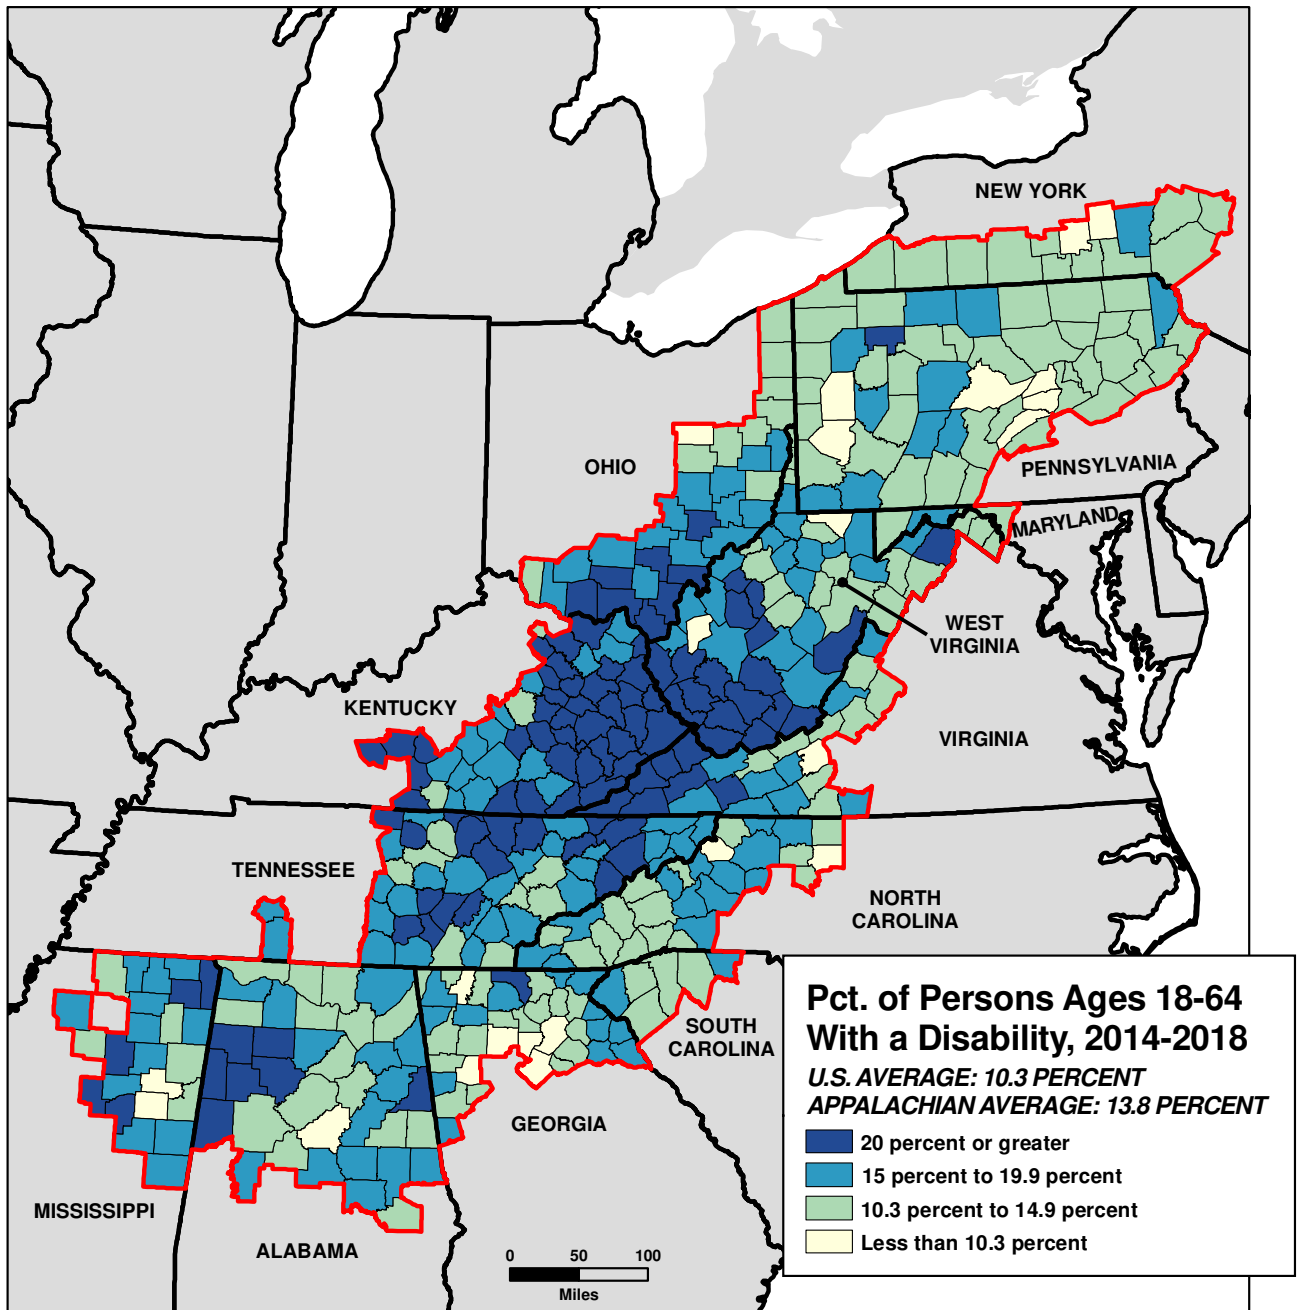 NEW YORK
OHIO
PENNSYLVANIA
MARYLAND
WEST
VIRGINIA
KENTUCKY
VIRGINIA
TENNESSEE
NORTH
CAROLINA
SOUTH
CAROLINA
GEORGIA
MISSISSIPPI
ALABAMA
0 50 100
Miles
Pct. of Persons Ages 18-64
With a Disability, 2014-2018
U.S. AVERAGE: 10.3 PERCENT
APPALACHIAN AVERAGE: 13.8 PERCENT
20 percent or greater
15 percent to 19.9 percent
10.3 percent to 14.9 percent
Less than 10.3 percent